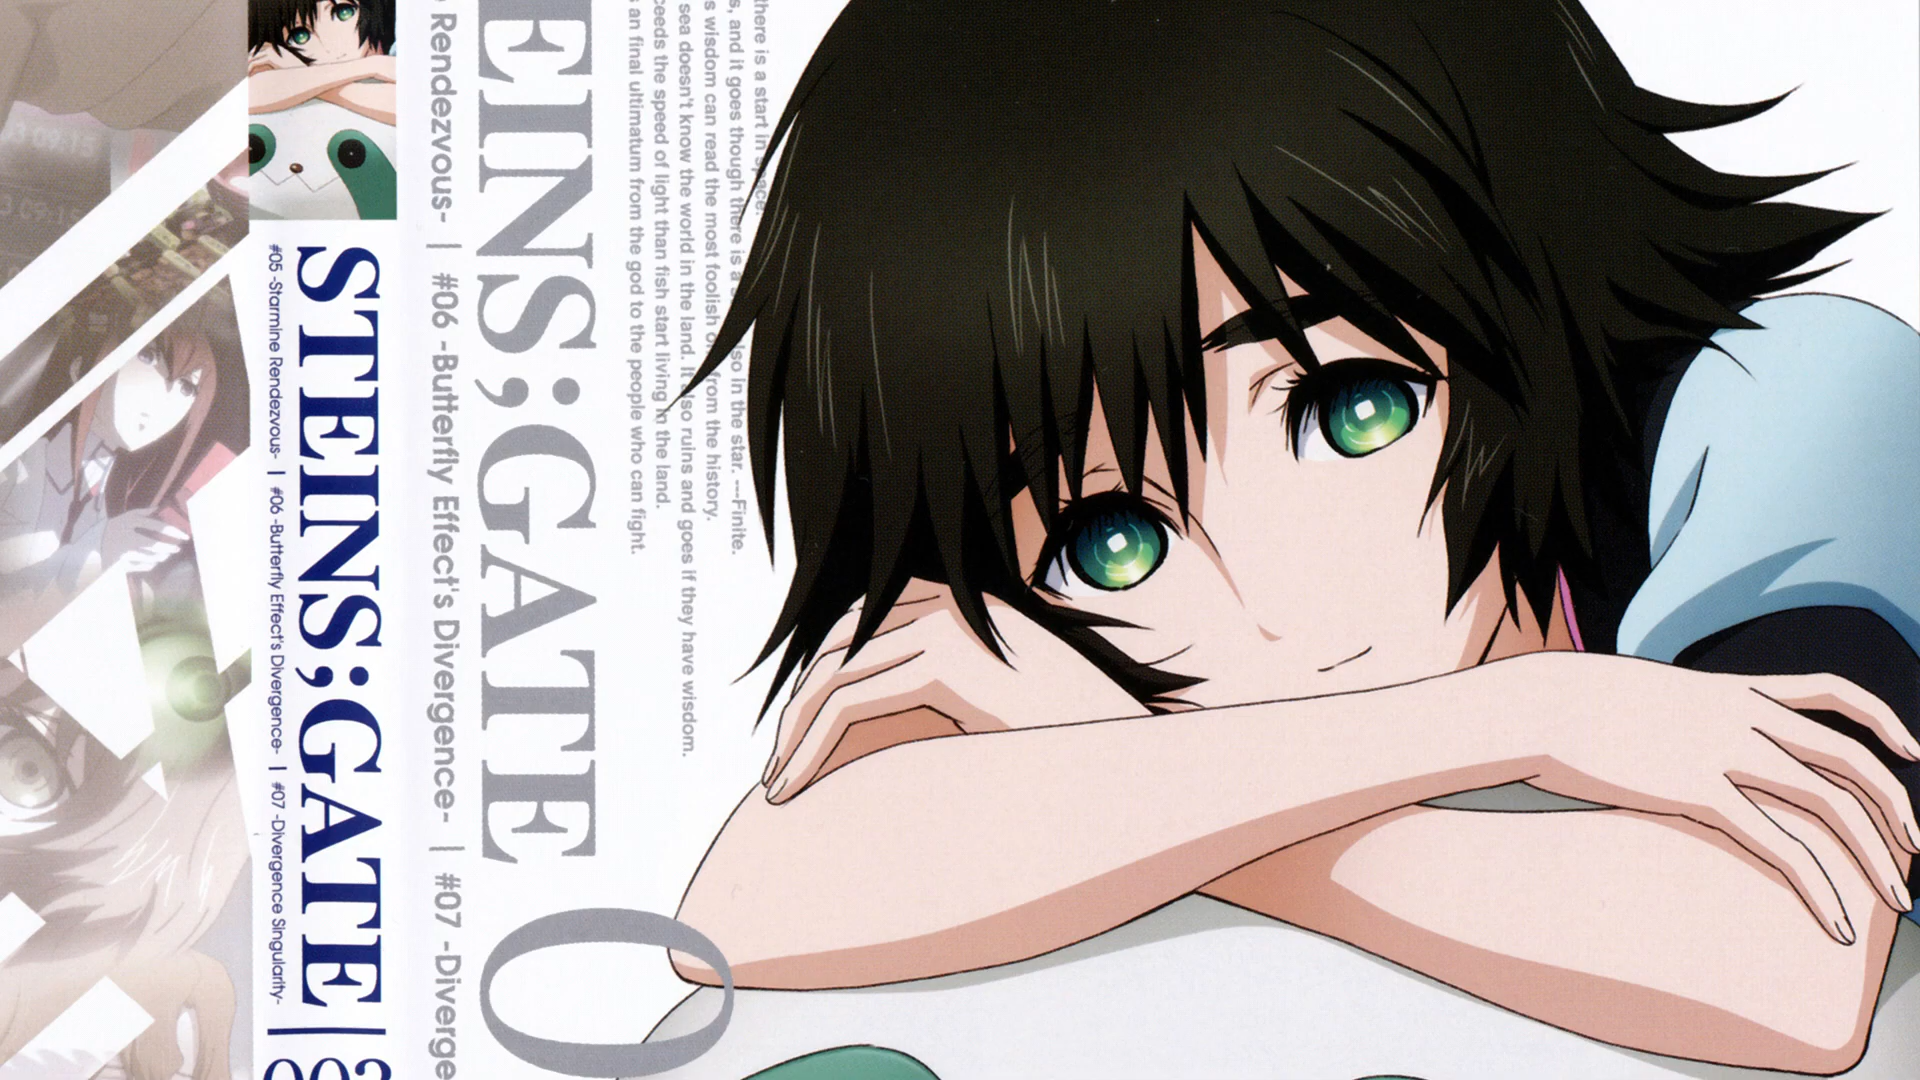 there is a start in space.
s, and it goes though there is a also in the star. ---Finite.
s wisdom can read the most foolish from the history.
sea doesn't know the world in the land. It also ruins and goes if they have wisdom.
ceeds the speed of light than fish start living in the land.
an final ultimatum from the god to the people who can fight.
EINS;GATE 0
Rendezvous- | #06 -Butterfly Effect's Divergence- | #07 -Diverge
STEINS;GATE |
#05 -Starmine Rendezvous- | #06 -Butterfly Effect's Divergence- | #07 -Divergence Singularity-